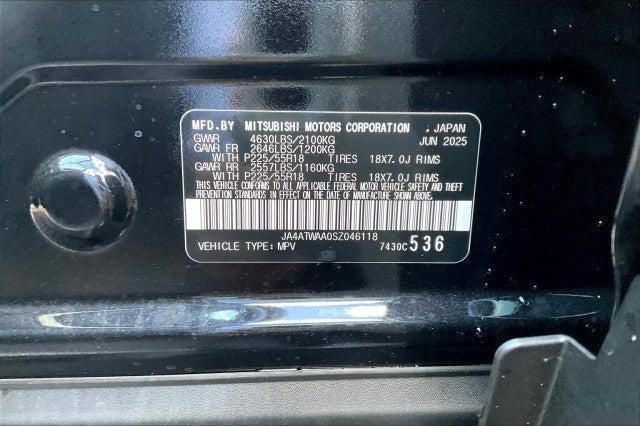 MFD.BY MITSUBISHI MOTORS CORPORATION , JAPAN
GVWR 4630LBS/2100KG JUN 2025
GAWR FR 2646LBS/1200KG
WITH P225/55R18 TIRES 18X7.0J RIMS
GAWR RR 2557LBS/1160KG
WITH P225/55R18 TIRES 18X7.0J RIMS
THIS VEHICLE CONFORMS TO ALL APPLICABLE FEDERAL MOTOR VEHICLE SAFETY AND THEFT
PREVENTION STANDARDS IN EFFECT ON THE DATE OF MANUFACTURE SHOWN ABOVE.
JA4ATWAA0SZ046118
VEHICLE TYPE:MPV 7430C 536